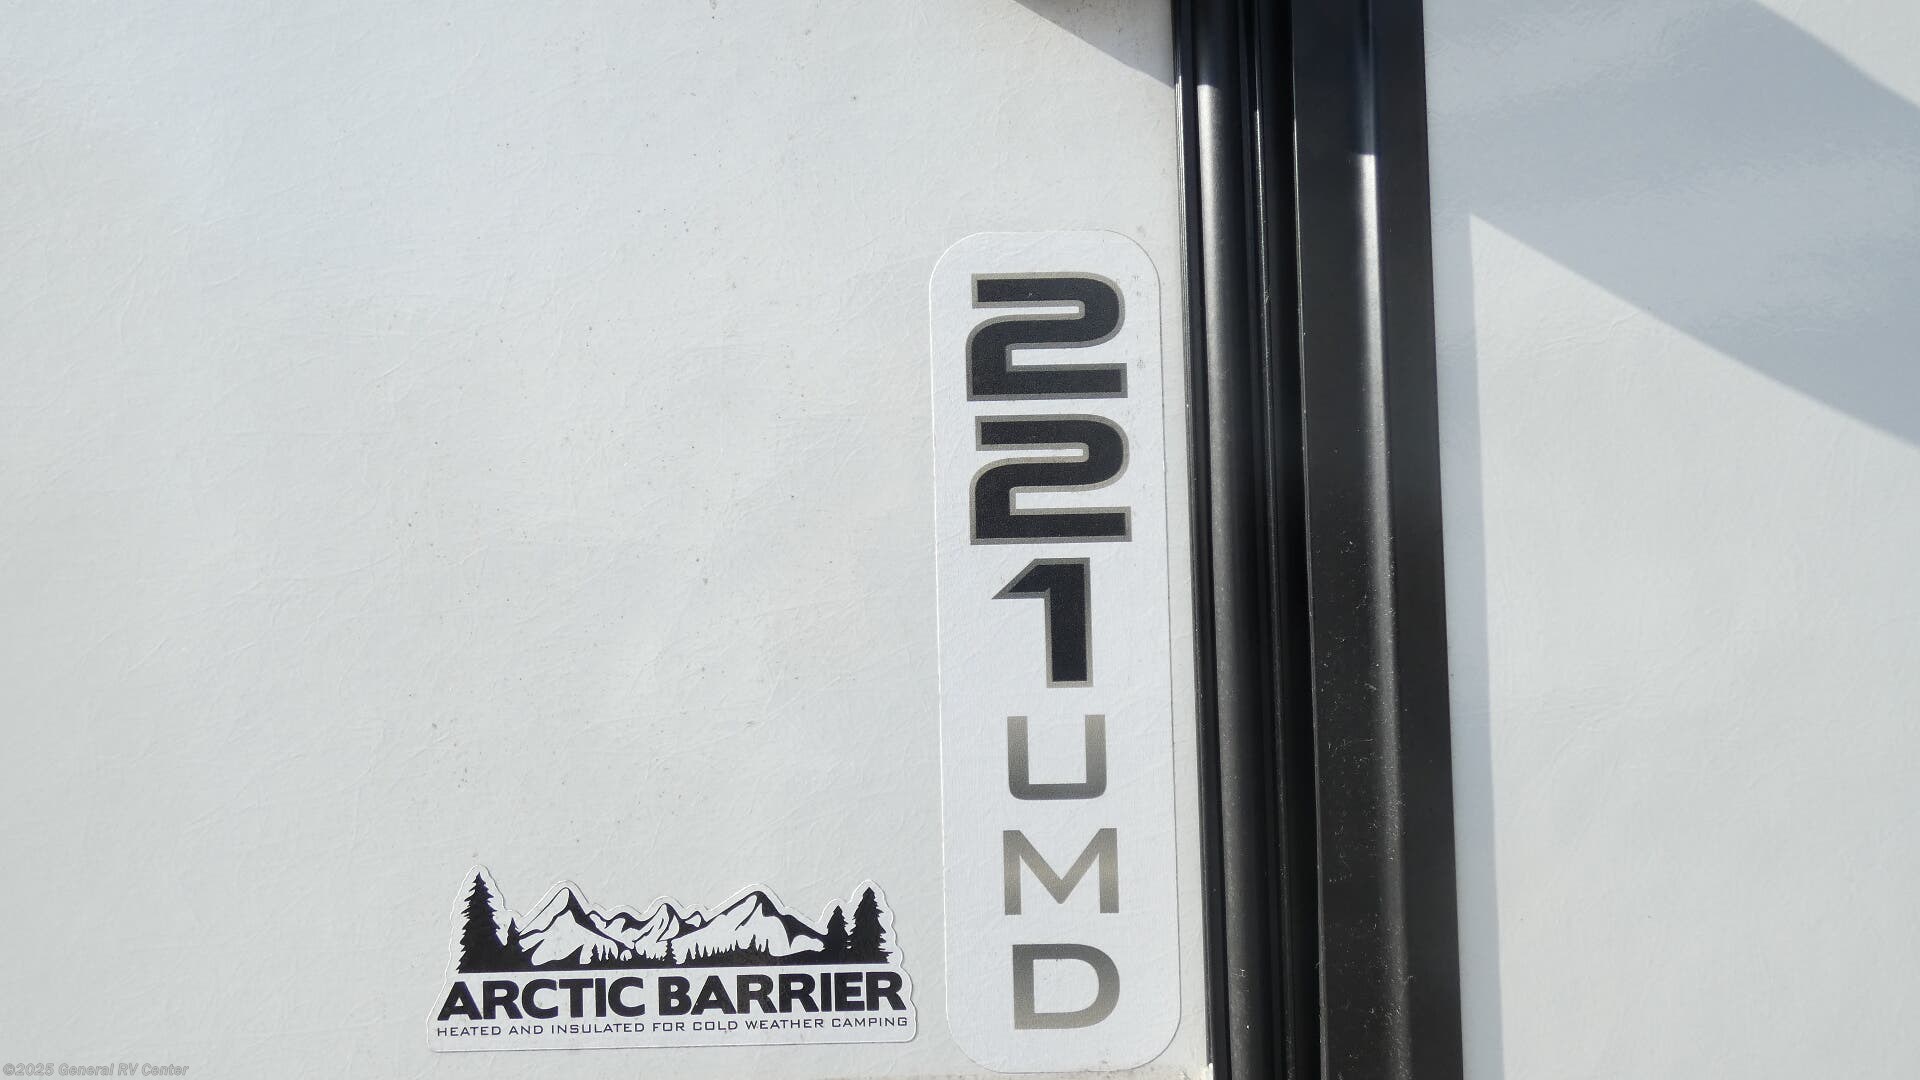 221UMD
ARCTIC BARRIER
HEATED AND INSULATED FOR COLD WEATHER CAMPING
©2025 General RV Center